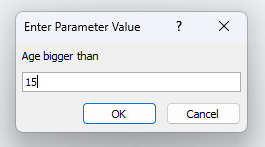 Enter Parameter Value ? ×
Age bigger than
15
OK Cancel